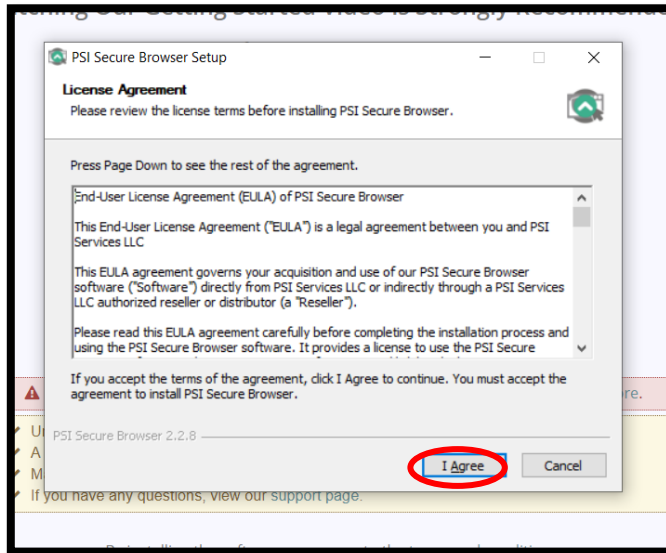 Getting Started Video is Strongly
PSI Secure Browser Setup
License Agreement
Please review the license terms before installing PSI Secure Browser.
Press Page Down to see the rest of the agreement.
End-User License Agreement (EULA) of PSI Secure Browser
This End-User License Agreement ("EULA") is a legal agreement between you and PSI
Services LLC
This EULA agreement governs your acquisition and use of our PSI Secure Browser
software ("Software") directly from PSI Services LLC or indirectly through a PSI Services
LLC authorized reseller or distributor (a "Reseller").
Please read this EULA agreement carefully before completing the installation process and
using the PSI Secure Browser software. It provides a license to use the PSI Secure
If you accept the terms of the agreement, click I Agree to continue. You must accept the
agreement to install PSI Secure Browser.
PSI Secure Browser 2.2.8
I Agree
Cancel
If you have any questions, view our support page.